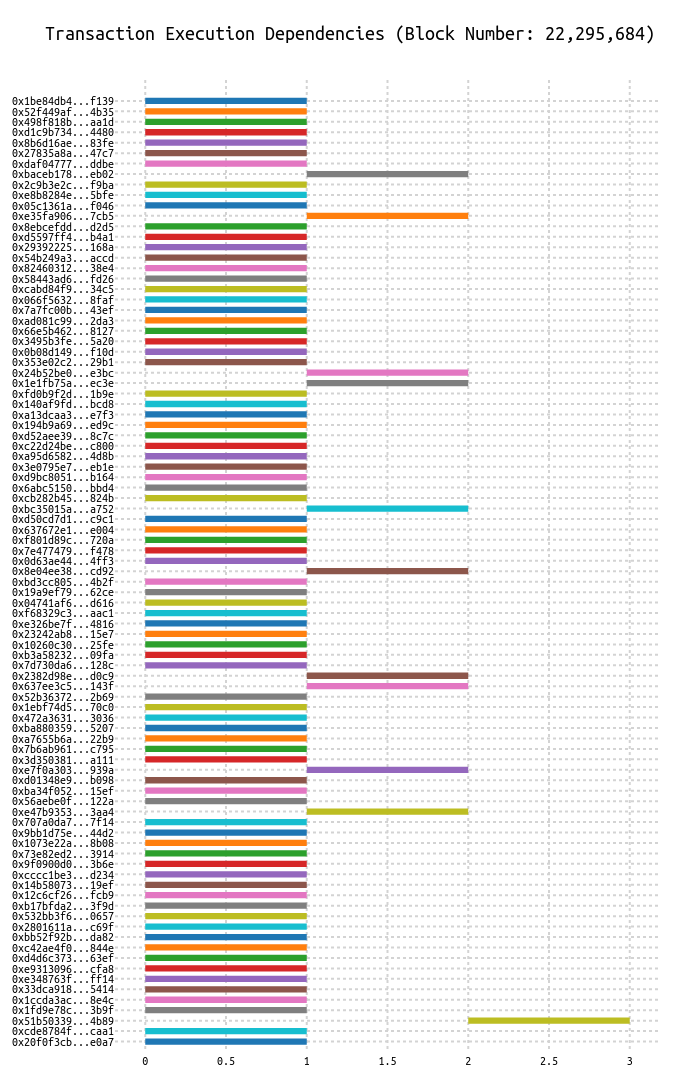 Transaction Execution Dependencies (Block Number: 22,295,684)
0x1be84db4...f139
0x52f449af...4b35
0x498f818b...aa1d
0xd1c9b734...4480
0x8b6d16ae...83fe
0x27835a8a...47c7
0xdaf04777...ddbe
0xbaceb178...eb02
0x2c9b3e2c...f9ba
0xe8b8284e...5bfe
0x05c1361a...f046
0xe35fa906...7cb5
0x8ebcefdd...d2d5
0xd5597ff4...b4a1
0x29392225...168a
0x54b249a3...accd
0x82460312...38e4
0x58443ad6...fd26
0xcabd84f9...34c5
0x066f5632...8faf
0x7a7fc00b...43ef
0xad081c99...2da3
0x66e5b462...8127
0x3495b3fe...5a20
0x0b08d149...f10d
0x353e02c2...29b1
0x24b52be0...e3bc
0x1e1fb75a...ec3e
0xfd0b9f2d...1b9e
0x140af9fd...bcd8
0xa13dcaa3...e7f3
0x194b9a69...ed9c
0xd52aee39...8c7c
0xc22d24be...c800
0xa95d6582...4d8b
0x3e0795e7...eb1e
0xd9bc8051...b164
0x6abc5150...bbd4
0xcb282b45...824b
0xbc35015a...a752
0xd50cd7d1...c9c1
0x637672e1...e004
0xf801d89c...720a
0x7e477479...f478
0x0d63ae44...4ff3
0x8e04ee38...cd92
0xbd3cc805...4b2f
0x19a9ef79...62ce
0x04741af6...d616
0xf68329c3...aac1
0xe326be7f...4816
0x23242ab8...15e7
0x10260c30...25fe
0xb3a58232...09fa
0x7d730da6...128c
0x2382d98e...d0c9
0x637ee3c5...143f
0x52b36372...2b69
0x1ebf74d5...70c0
0x472a3631...3036
0xba880359...5207
0xa7655b6a...22b9
0x7b6ab961...c795
0x3d350381...a111
0xe7f0a303...939a
0xd01348e9...b098
0xba34f052...15ef
0x56aebe0f...122a
0xe47b9353...3aa4
0x707a0da7...7f14
0x9bb1d75e...44d2
0x1073e22a...8b08
0x73e82ed2...3914
0x9f0900d0...3b6e
0xcccc1be3...d234
0x14b58073...19ef
0x12c6cf26...fcb9
0xb17bfda2...3f9d
0x532bb3f6...0657
0x2801611a...c69f
0xbb52f92b...da82
0xc42ae4f0...844e
0xd4d6c373...63ef
0xe9313096...cfa8
0xe348763f...ff14
0x33dca918...5414
0x1ccda3ac...8e4c
0x1fd9e78c...3b9f
0x51b50339...4b89
0xcde8784f...caa1
0x20f0f3cb...e0a7
0 0.5 1 1.5 2 2.5 3